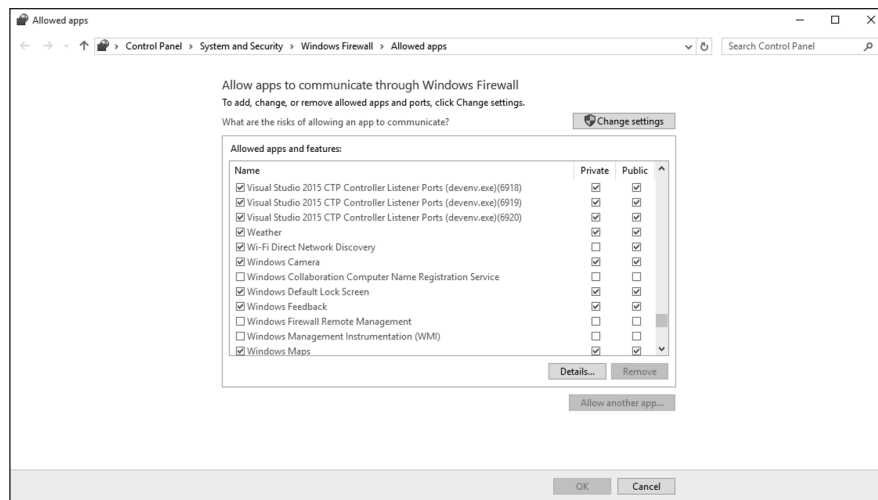 Allowed apps
Control Panel > System and Security > Windows Firewall > Allowed apps
Search Control Panel
Allow apps to communicate through Windows Firewall
To add, change, or remove allowed apps and ports, click Change settings.
What are the risks of allowing an app to communicate?
Change settings
Allowed apps and features:
Name Private Public
Visual Studio 2015 CTP Controller Listener Ports (devenv.exe)(6918)
Visual Studio 2015 CTP Controller Listener Ports (devenv.exe)(6919)
Visual Studio 2015 CTP Controller Listener Ports (devenv.exe)(6920)
Weather
Wi-Fi Direct Network Discovery
Windows Camera
Windows Collaboration Computer Name Registration Service
Windows Default Lock Screen
Windows Feedback
Windows Firewall Remote Management
Windows Management Instrumentation (WMI)
Windows Maps
Details... Remove
Allow another app...
OK Cancel